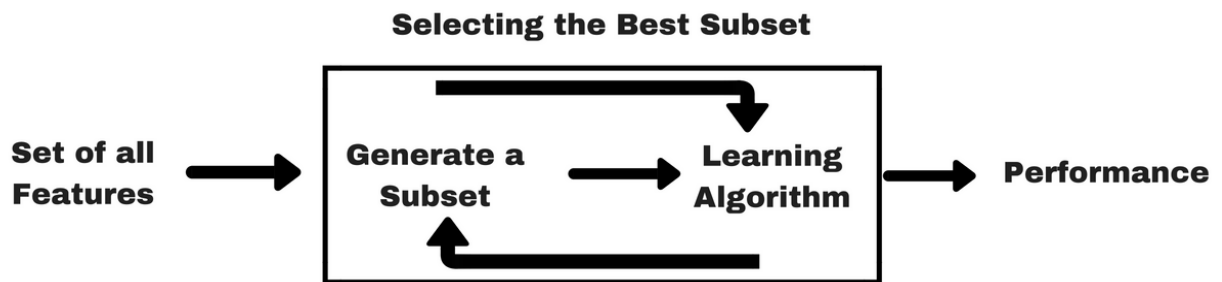 Selecting the Best Subset
Set of all
Features
Generate a
Subset
Learning
Algorithm
Performance